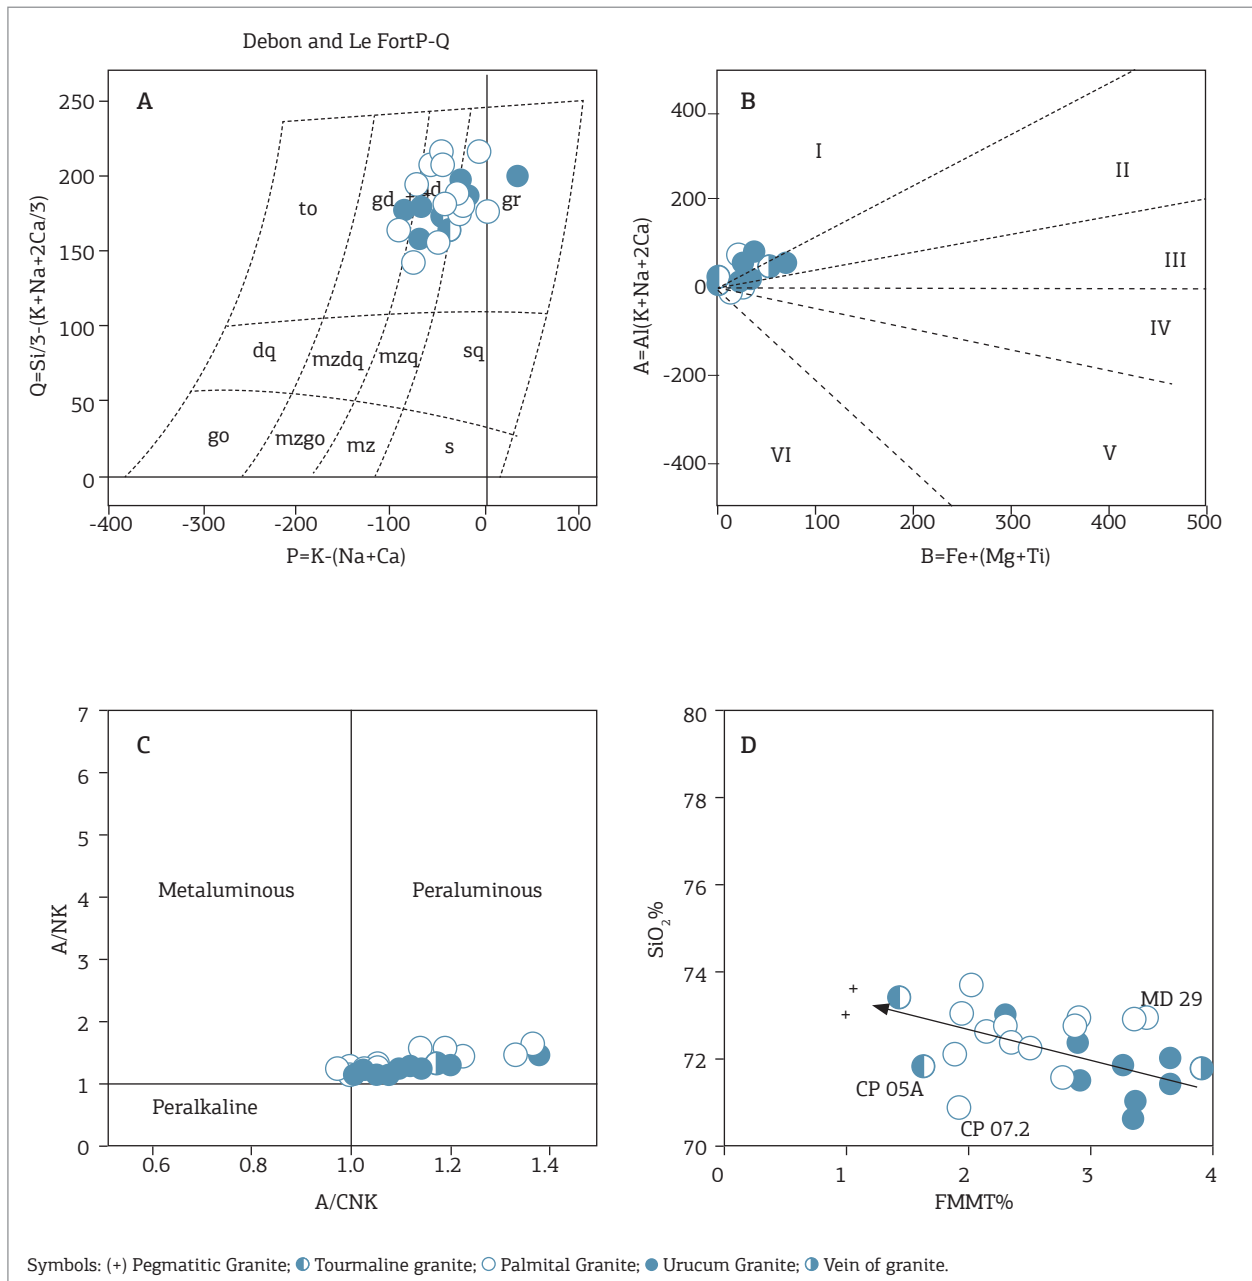 Debon and Le FortP-Q
A
Q=Si/3-(K+Na+2Ca/3)
250
200
150
100
50
0
to
gd
d
gr
dq
mzdq
mzq
sq
go
mzgo
mz
s
-400 -300 -200 -100 0 100
P=K-(Na+Ca)
B
A=Al(K+Na+2Ca)
400
200
0
-200
-400
I
II
III
IV
V
VI
0 100 200 300 400 500
B=Fe+(Mg+Ti)
C
A/NK
7
6
5
4
3
2
1
0
Metaluminous
Peraluminous
Peralkaline
0.6 0.8 1.0 1.2 1.4
A/CNK
D
SiO2%
80
78
76
74
72
70
MD 29
CP 05A
CP 07.2
0 1 2 3 4
FMMT%
Symbols: (+) Pegmatitic Granite; Tourmaline granite; Palmital Granite; Urucum Granite; Vein of granite.